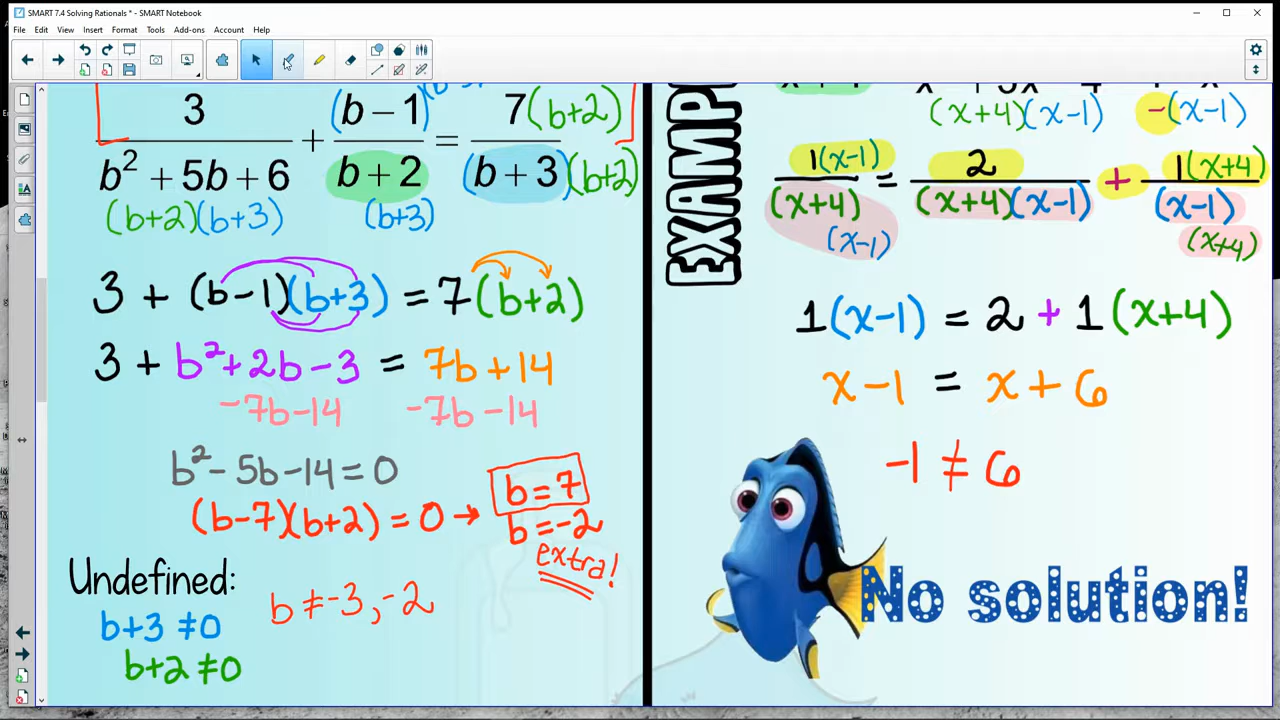 SMART 7.4 Solving Rationals * - SMART Notebook
File Edit View Insert Format Tools Add-ons Help
3/(b² + 5b + 6) + (b − 1)/(b + 2) = 7(b+2)/(b + 3)(b+2)
(b+2)(b+3) (b+3)
3 + (b−1)(b+3) = 7(b+2)
3 + b²+2b−3 = 7b+14
−7b−14 −7b−14
b²−5b−14=0
(b−7)(b+2)=0→ b=7
b=−2
extra!
Undefined:
b+3≠0
b≠−3,−2
b+2≠0
EXAMP
(x+4)(x−1) −(x−1)
1(x−1)/(x+4)(x−1) = 2/(x+4)(x−1) + 1(x+4)/(x−1)(x+4)
1(x−1) = 2 + 1(x+4)
x−1 = x+6
−1≠6
No solution!